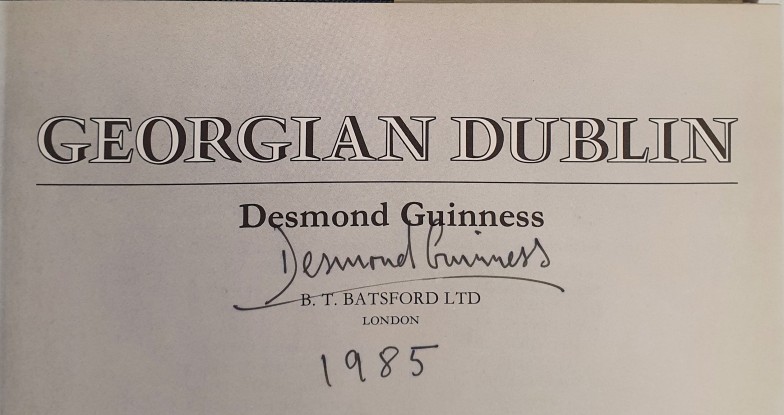 GEORGIAN DUBLIN
Desmond Guinness
Desmond Guinness
B. T. BATSFORD LTD
LONDON
1985